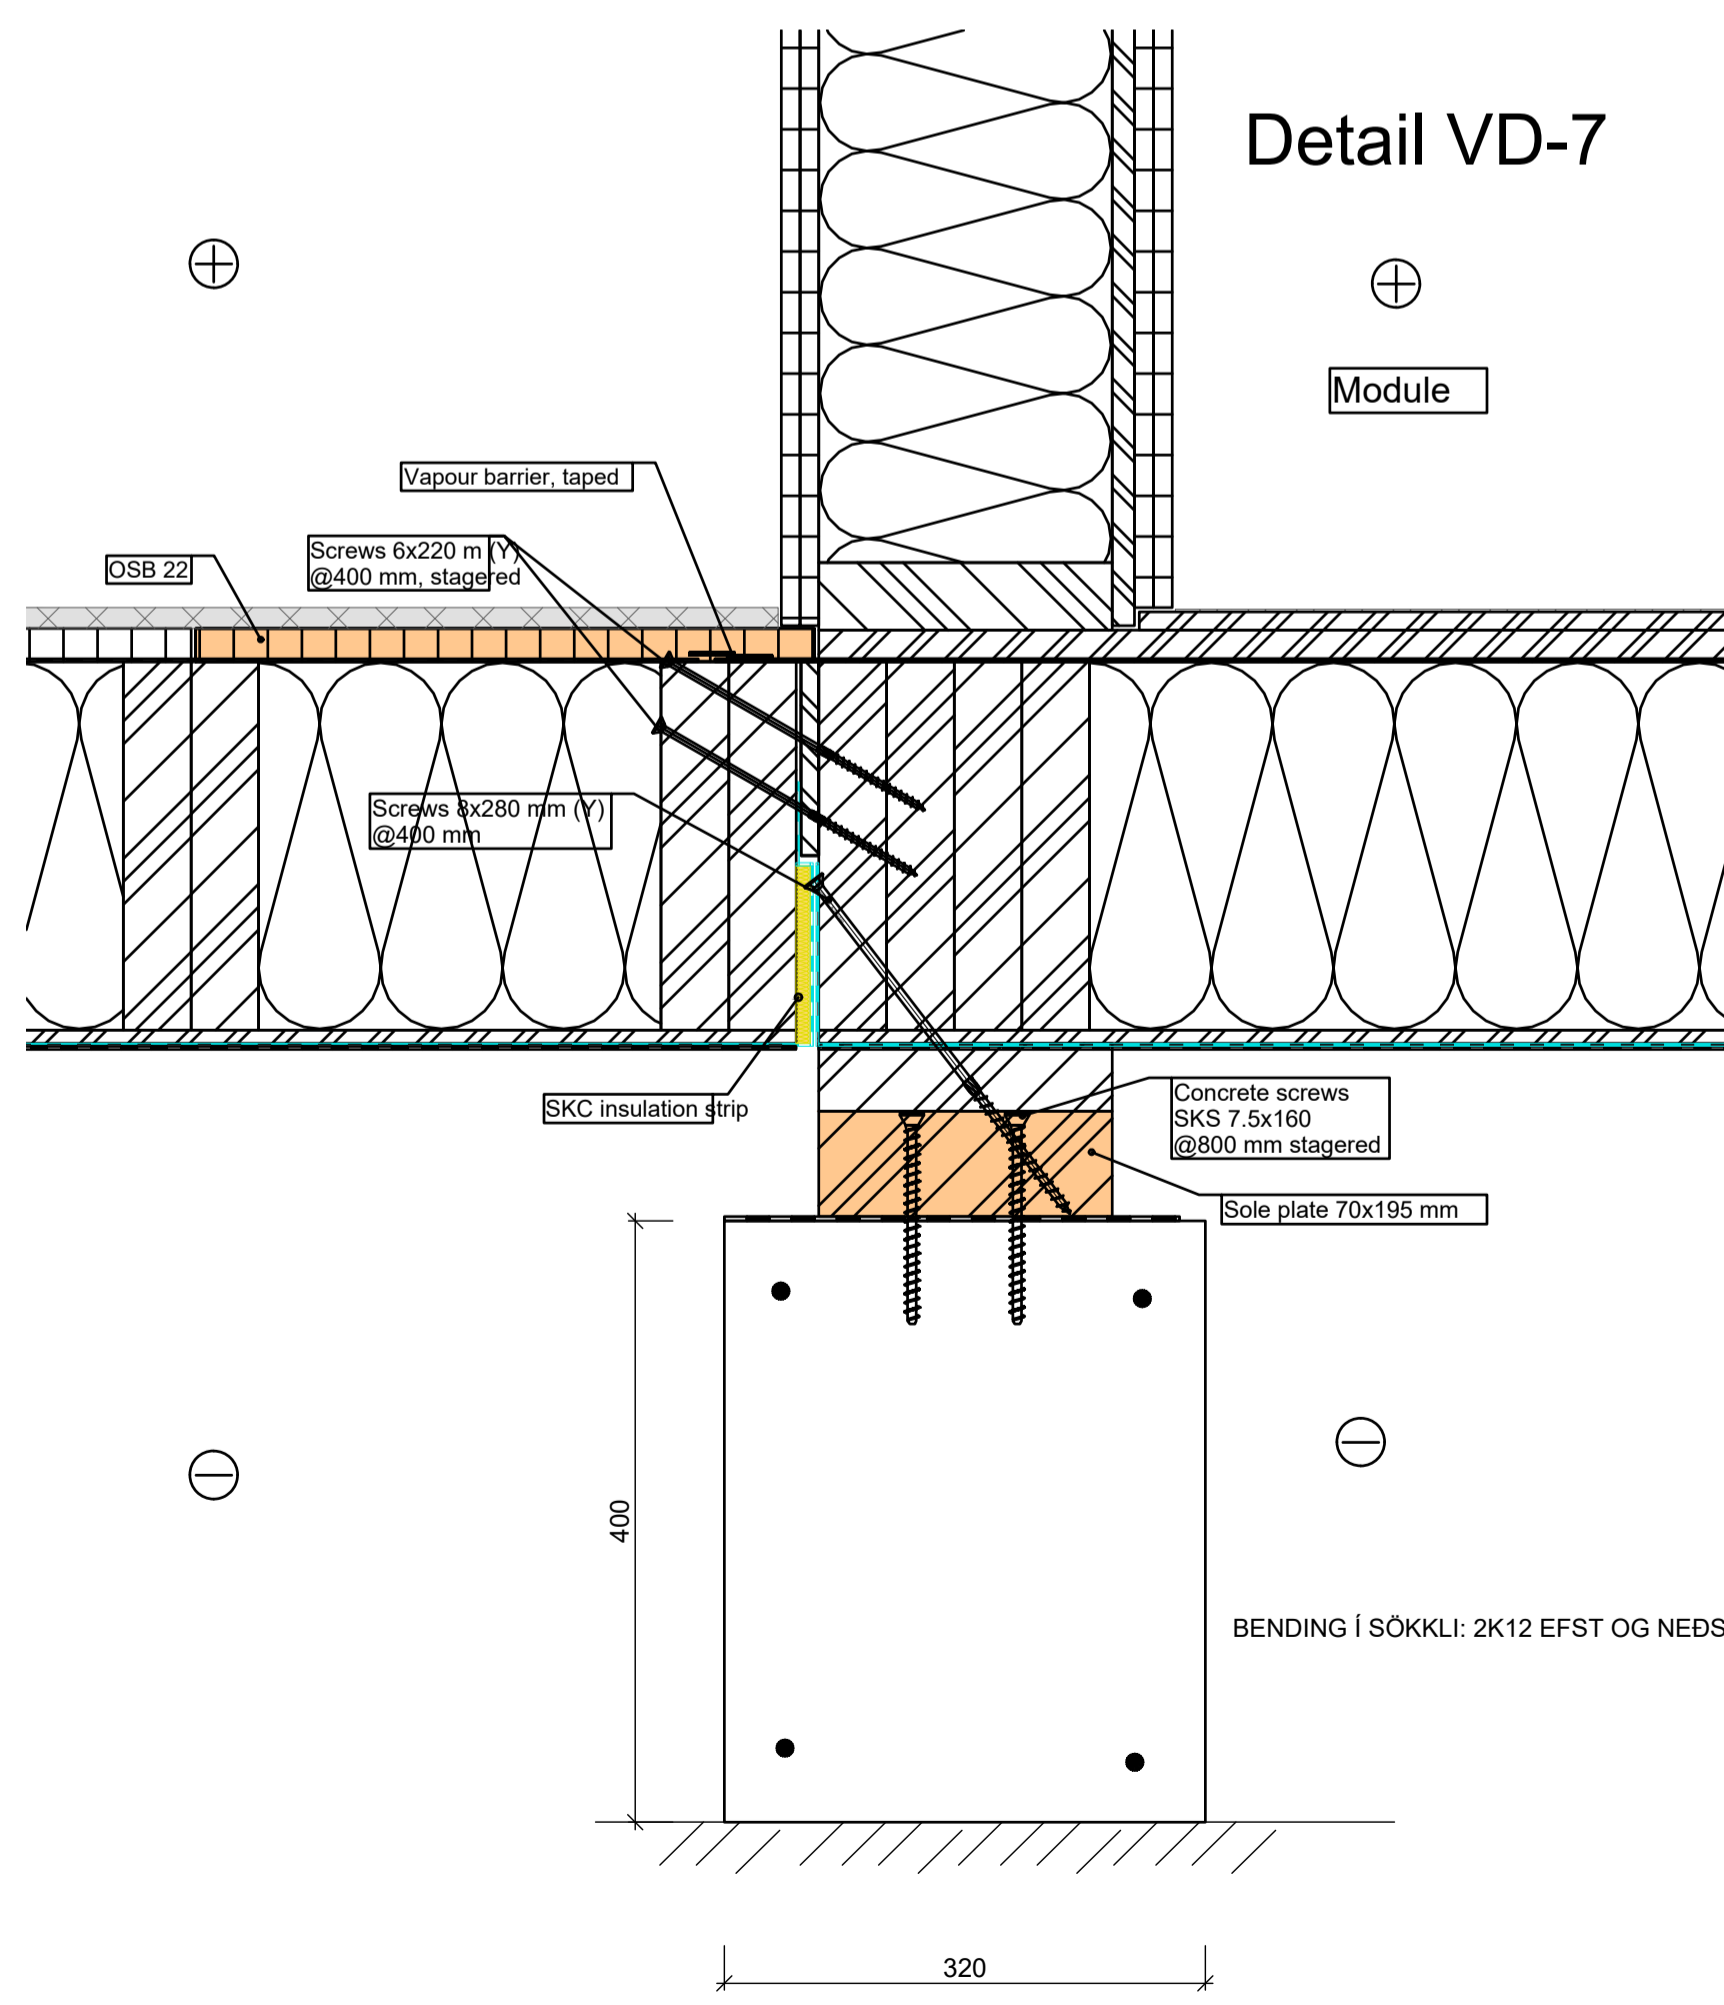 Detail VD-7
Module
Vapour barrier, taped
Screws 6x220 m (Y)
@400 mm, stagered
OSB 22
Screws 8x280 mm (Y)
@400 mm
SKC insulation strip
Concrete screws
SKS 7.5x160
@800 mm stagered
Sole plate 70x195 mm
400
BENDING Í SÖKKLI: 2K12 EFST OG NEÐS
320